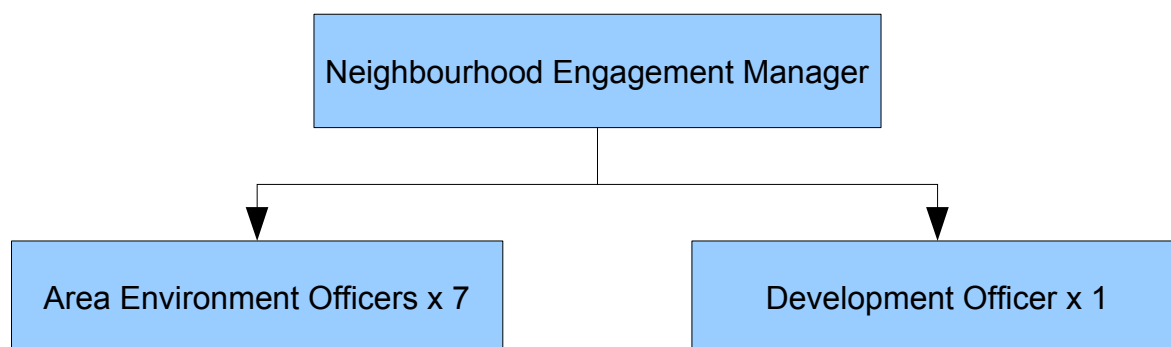 Neighbourhood Engagement Manager
Area Environment Officers x 7
Development Officer x 1